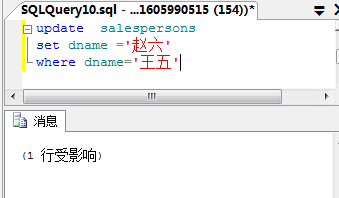 SQLQuery10.sql - ...1605990515 (154))*
update  salespersons
set dname ='赵六'
where dname='王五'
消息
(1 行受影响)